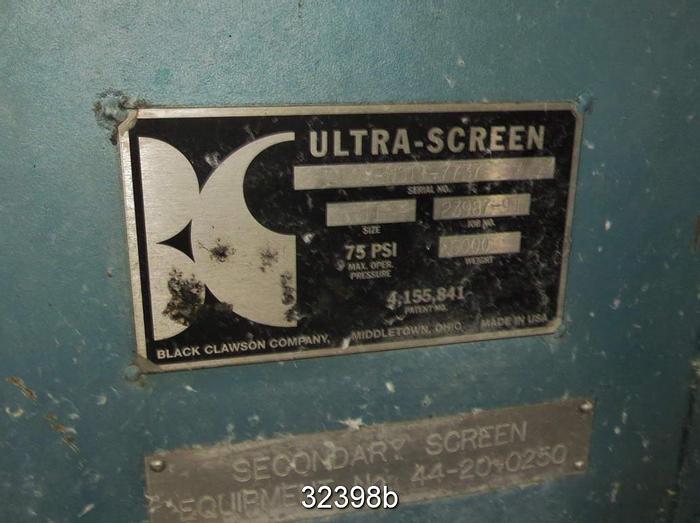 ULTRA-SCREEN
SERIAL NO.
SIZE
JOB NO.
75 PSI
MAX. OPER.
PRESSURE
WEIGHT
4,155,841
PATENT NO.
BLACK CLAWSON COMPANY, MIDDLETOWN, OHIO MADE IN USA
SECONDARY SCREEN
EQUIPMENT NO. 44-20-0250
32398b